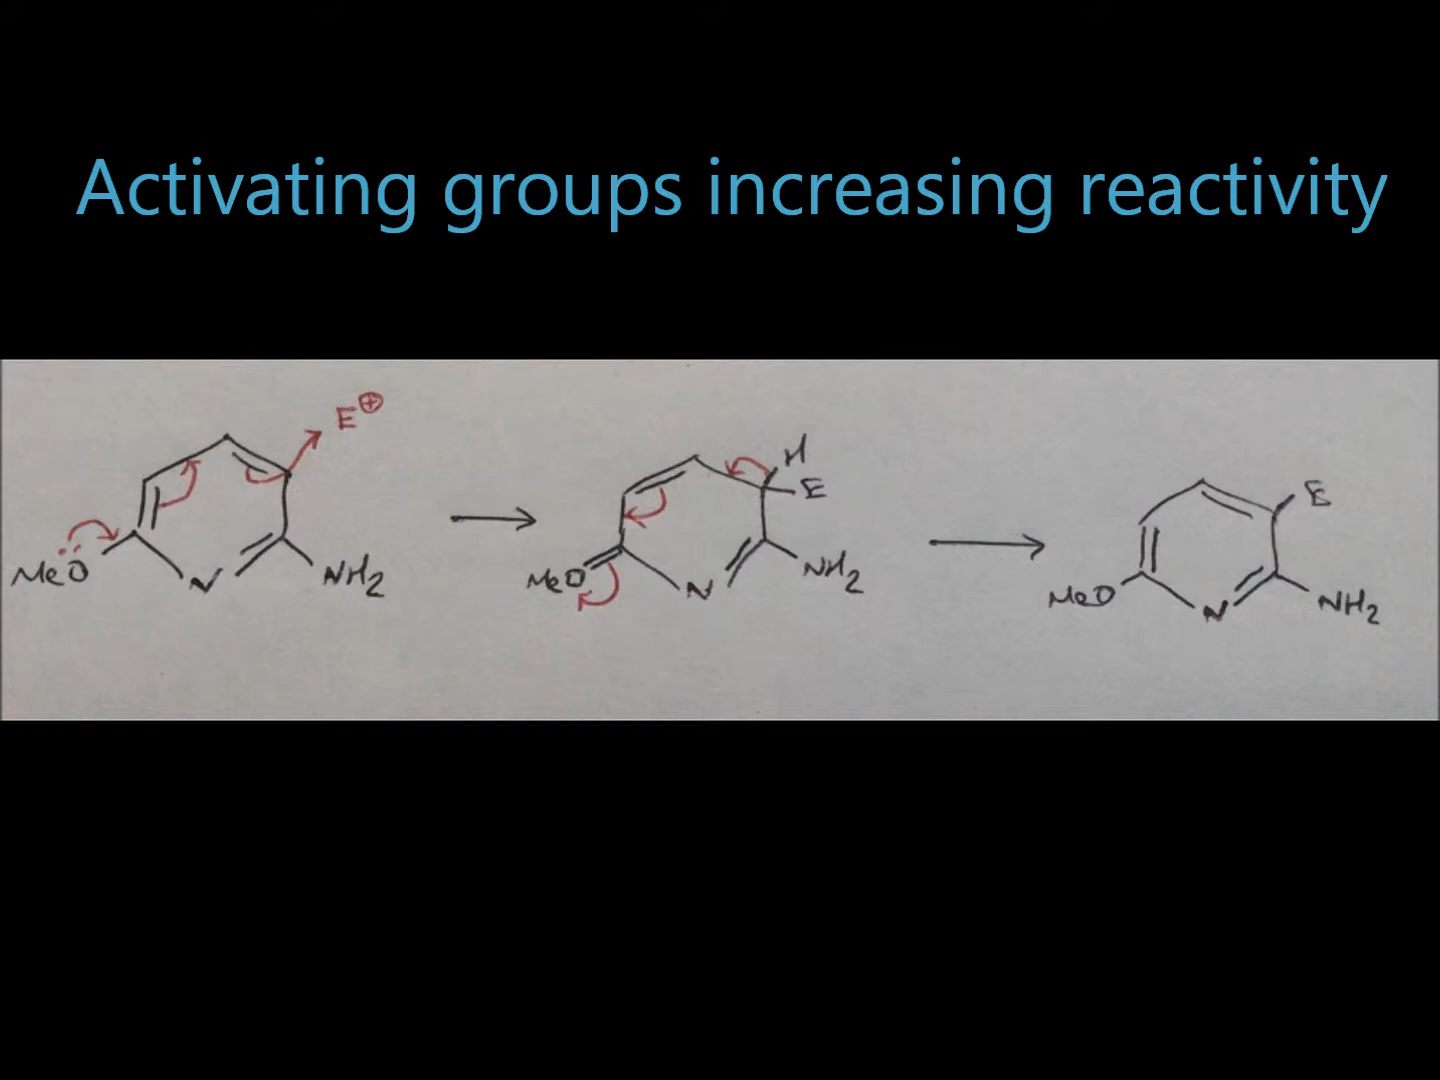 Activating groups increasing reactivity
E⊕
MeO
N
NH2
H
E
MeO
N
NH2
E
MeO
N
NH2